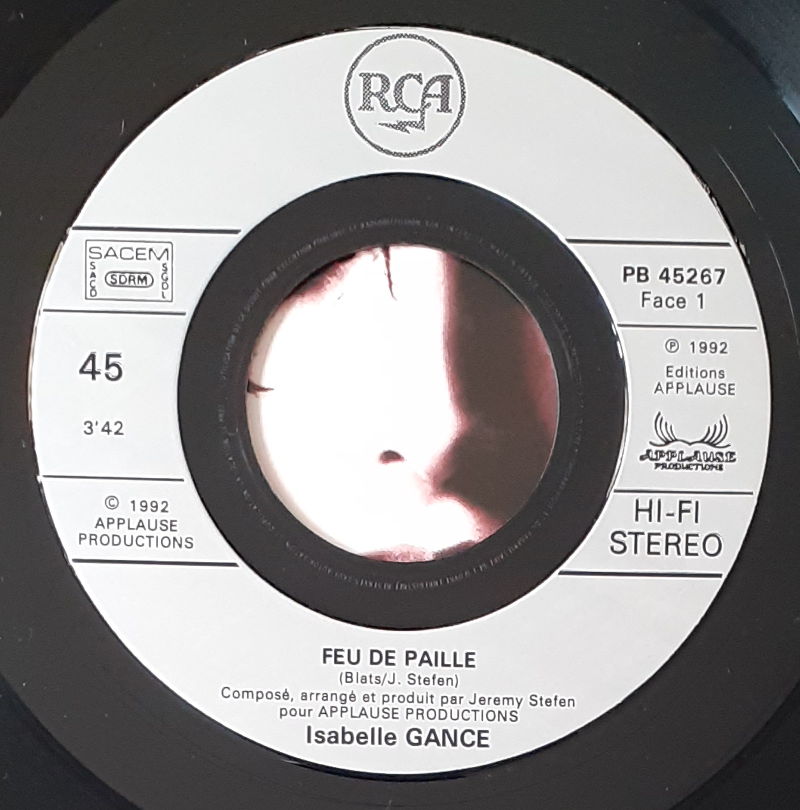 RCA
SACEM
SACD
SDRM
SGDL
45
3'42
© 1992
APPLAUSE
PRODUCTIONS
PB 45267
Face 1
℗ 1992
Editions
APPLAUSE
APPLAUSE
PRODUCTIONS
HI-FI
STEREO
FEU DE PAILLE
(Blats/J. Stefen)
Composé, arrangé et produit par Jeremy Stefen
pour APPLAUSE PRODUCTIONS
Isabelle GANCE